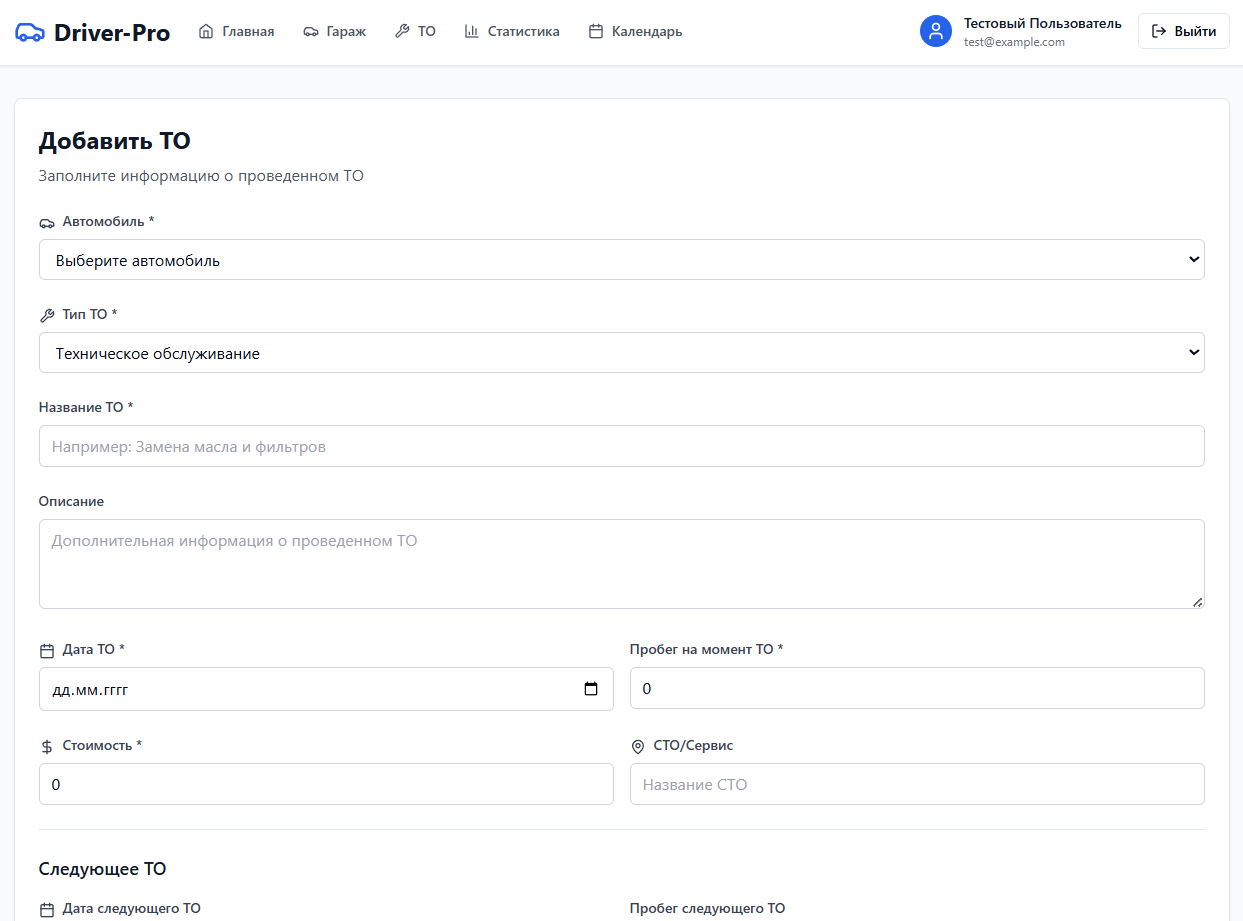 Driver-Pro
Главная
Гараж
ТО
Статистика
Календарь
Тестовый Пользователь
test@example.com
Выйти
Добавить ТО
Заполните информацию о проведенном ТО
Автомобиль *
Выберите автомобиль
Тип ТО *
Техническое обслуживание
Название ТО *
Например: Замена масла и фильтров
Описание
Дополнительная информация о проведенном ТО
Дата ТО *
Пробег на момент ТО *
дд.мм.гггг
0
Стоимость *
СТО/Сервис
0
Название СТО
Следующее ТО
Дата следующего ТО
Пробег следующего ТО